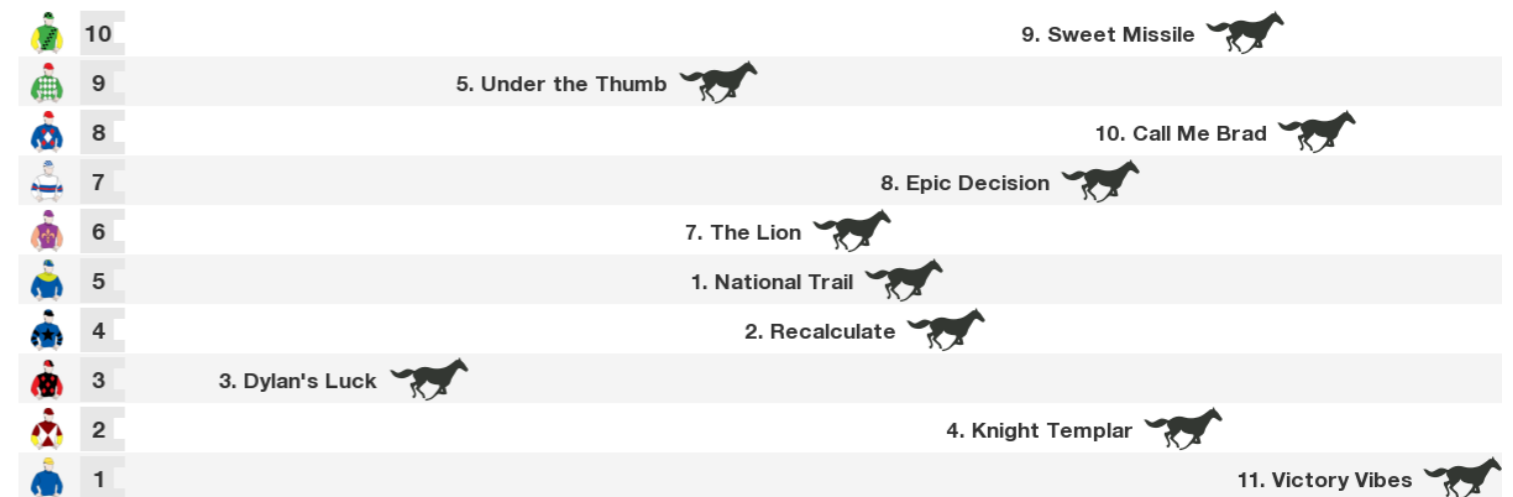 10 9. Sweet Missile
9 5. Under the Thumb
8 10. Call Me Brad
7 8. Epic Decision
6 7. The Lion
5 1. National Trail
4 2. Recalculate
3 3. Dylan's Luck
2 4. Knight Templar
1 11. Victory Vibes